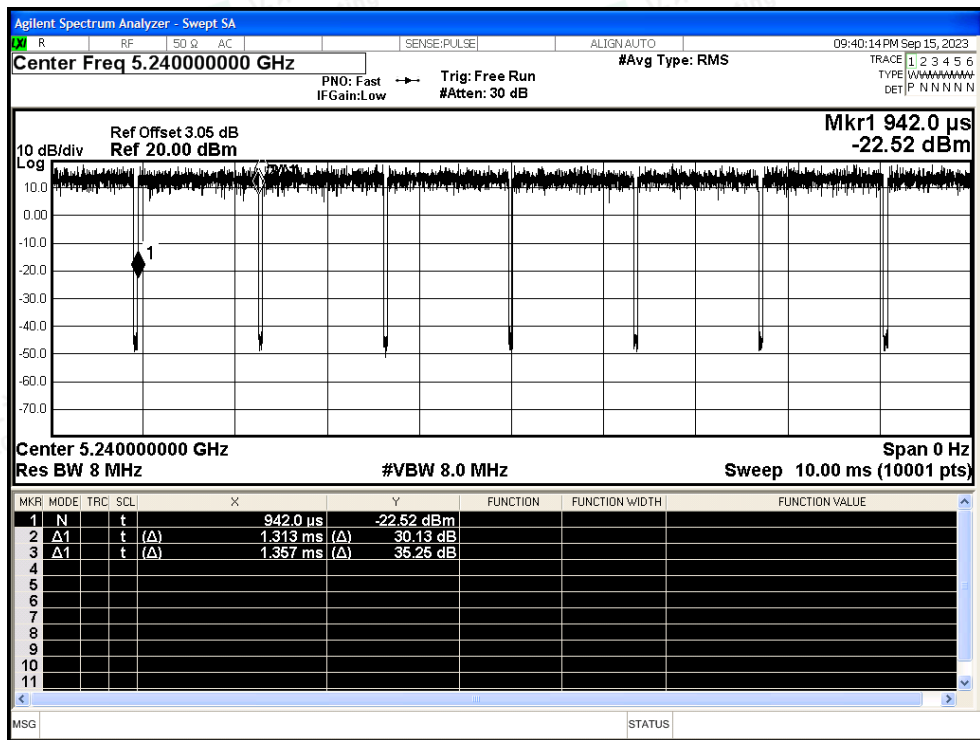 Agilent Spectrum Analyzer - Swept SA
LXI R RF 50 Ω AC SENSE:PULSE ALIGN AUTO 09:40:14 PM Sep 15, 2023
Center Freq 5.240000000 GHz
#Avg Type: RMS
TRACE 1 2 3 4 5 6
PNO: Fast Trig: Free Run
TYPE
IFGain:Low #Atten: 30 dB
DET P N N N N N
Mkr1 942.0 µs
-22.52 dBm
Ref Offset 3.05 dB
10 dB/div Ref 20.00 dBm
Log
10.0
0.00
-10.0
1
-20.0
-30.0
-40.0
-50.0
-60.0
-70.0
Center 5.240000000 GHz Span 0 Hz
Res BW 8 MHz #VBW 8.0 MHz Sweep 10.00 ms (10001 pts)
MKR MODE TRC SCL X Y FUNCTION FUNCTION WIDTH FUNCTION VALUE
1 N t 942.0 µs -22.52 dBm
2 Δ1 t (Δ) 1.313 ms (Δ) 30.13 dB
3 Δ1 t (Δ) 1.357 ms (Δ) 35.25 dB
4
5
6
7
8
9
10
11
MSG STATUS